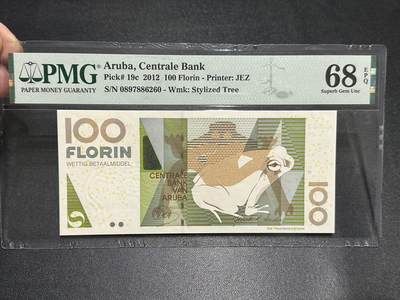 PMG
PAPER MONEY GUARANTY
Aruba, Centrale Bank
Pick# 19c 2012 100 Florin - Printer: JEZ
S/N 0897886260 - Wmk: Stylized Tree
68 EPQ
Superb Gem Unc
100
FLORIN
WETTIG BETAALMIDDEL
CENTRALE
BANK
VAN
ARUBA
100